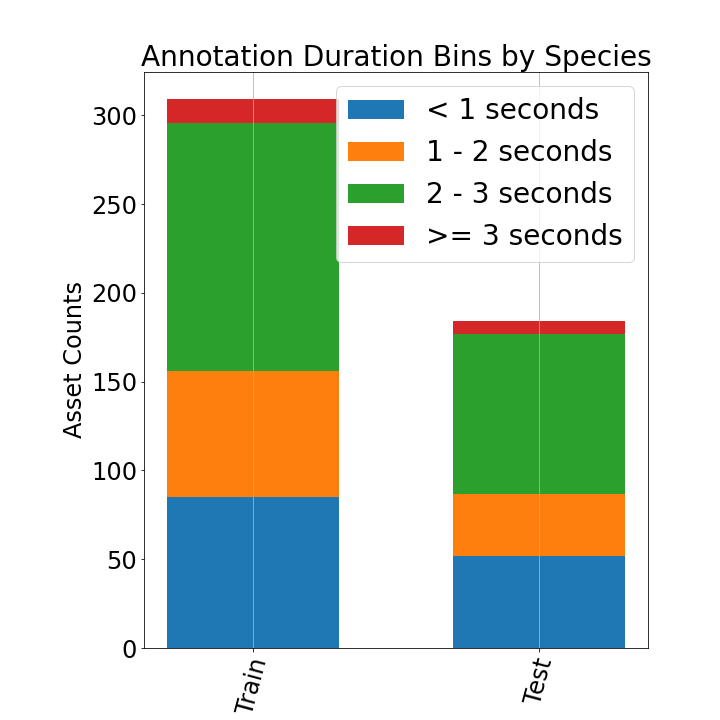 Annotation Duration Bins by Species
< 1 seconds
1 - 2 seconds
2 - 3 seconds
>= 3 seconds
Asset Counts
300
250
200
150
100
50
0
Train
Test